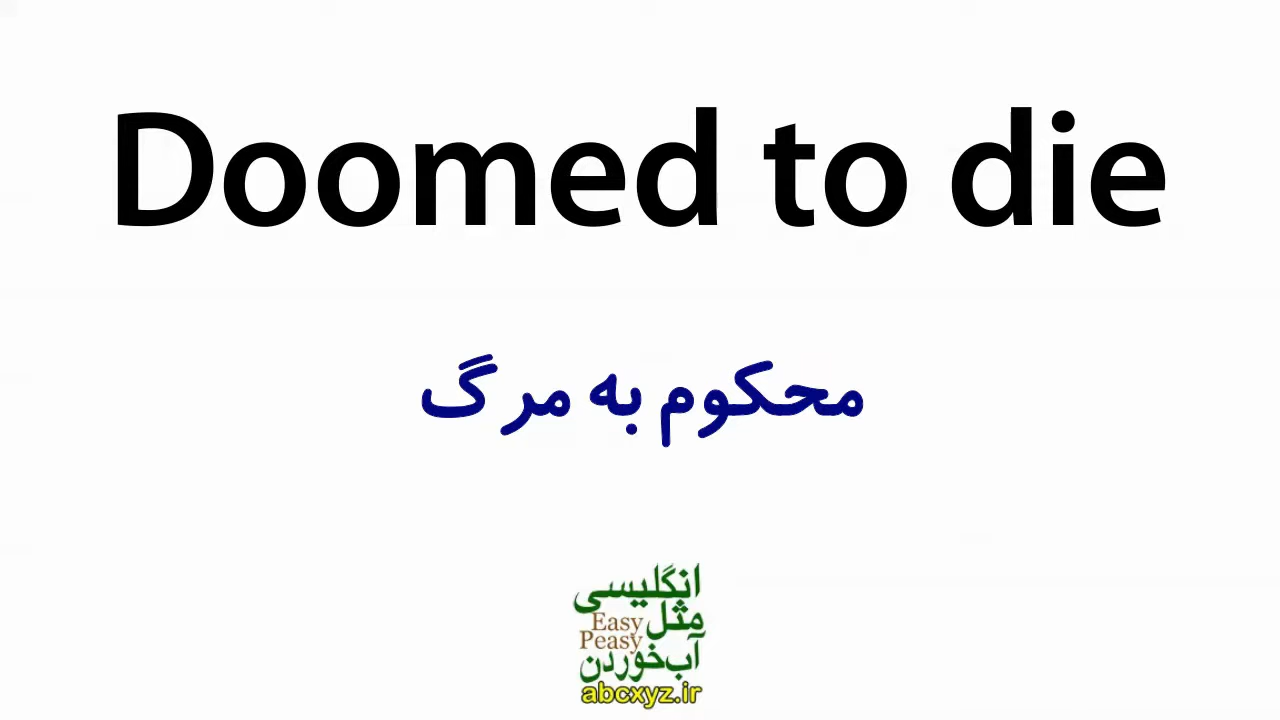 Doomed to die
محکوم به مرگ
انگلیسی
مثل
Easy
Peasy
آب‌خوردن
abcxyz.ir